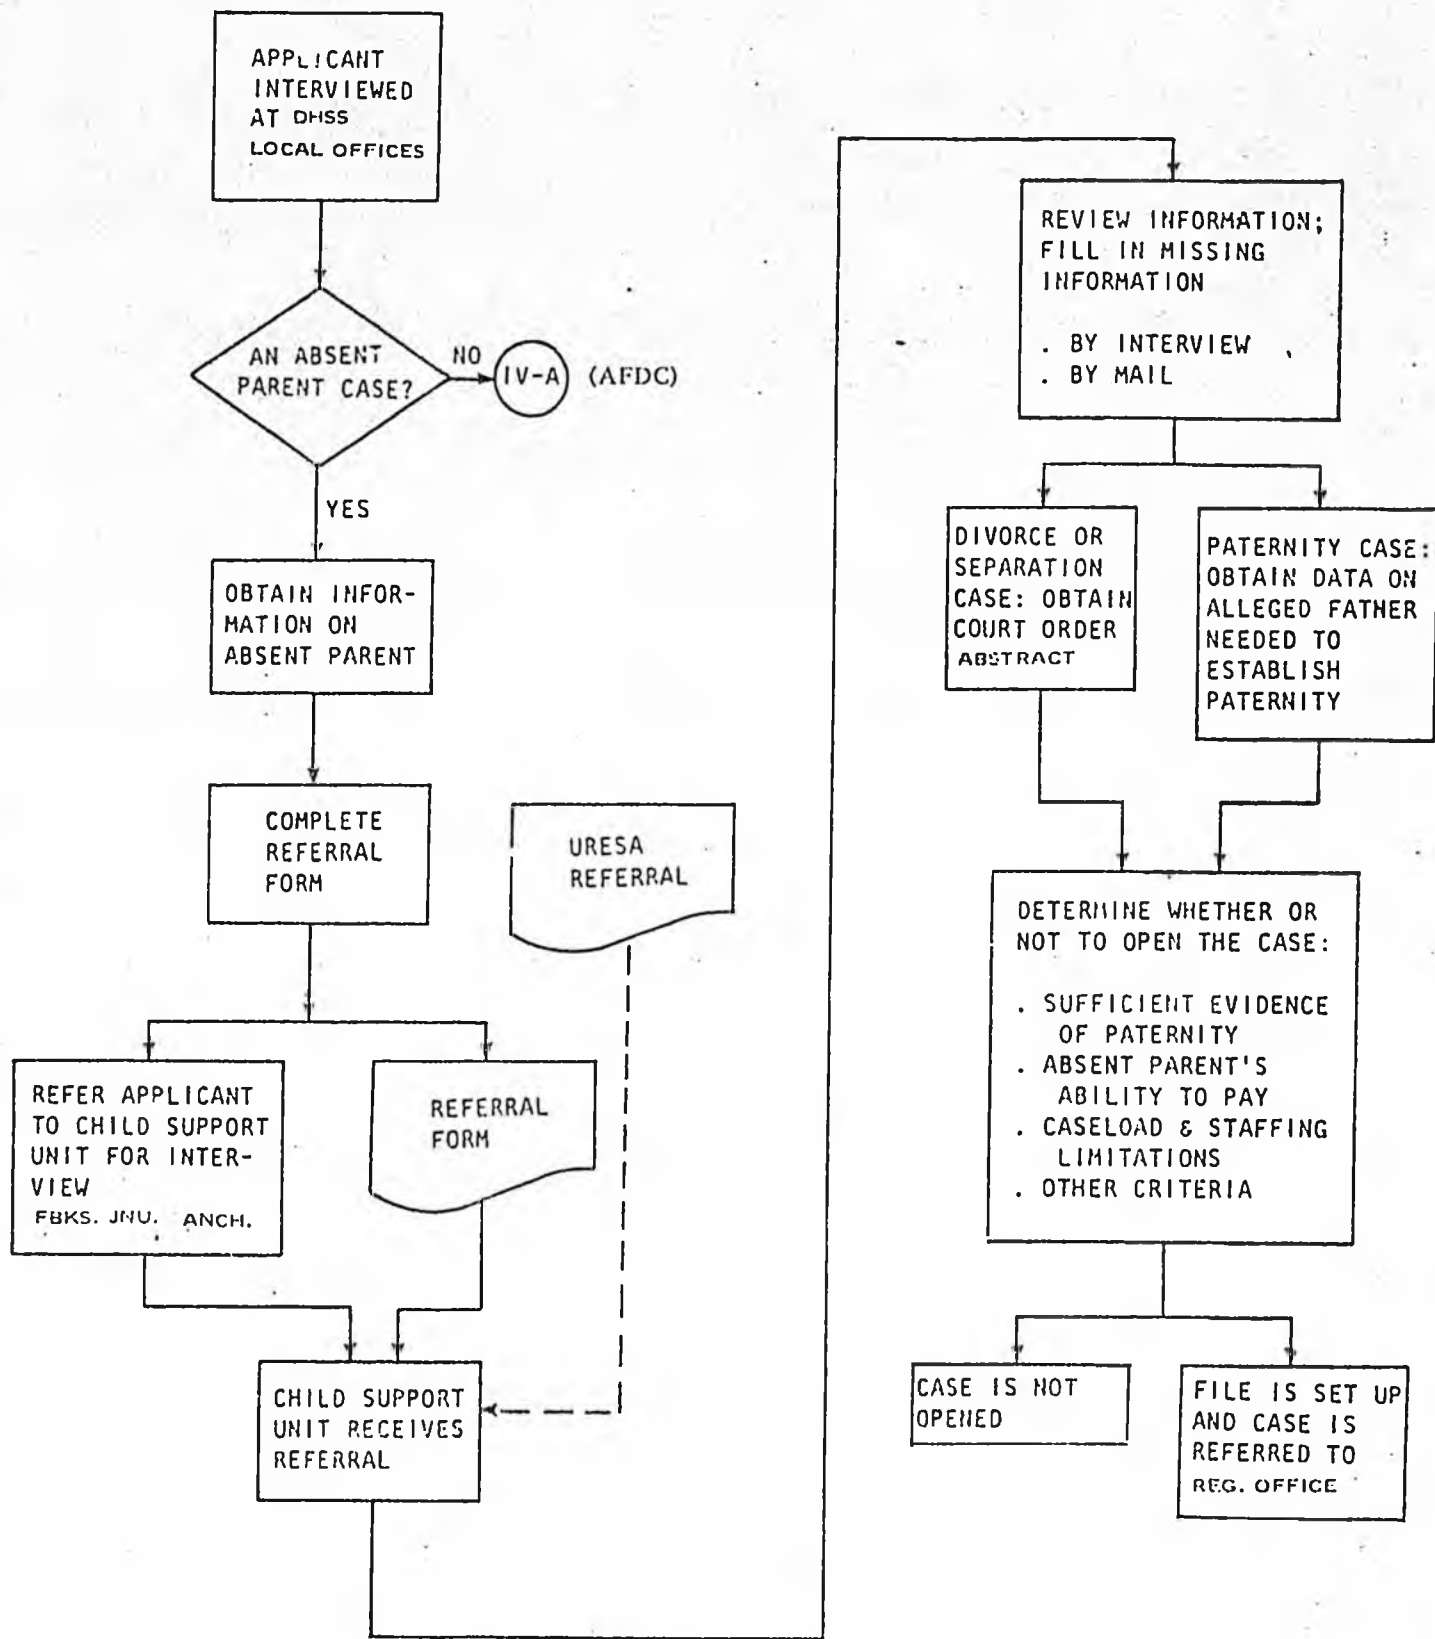 APPLICANT
INTERVIEWED
AT DHSS
LOCAL OFFICES
AN ABSENT
PARENT CASE?
NO
IV-A
(AFDC)
YES
OBTAIN INFOR-
MATION ON
ABSENT PARENT
COMPLETE
REFERRAL
FORM
URESA
REFERRAL
REFER APPLICANT
TO CHILD SUPPORT
UNIT FOR INTER-
VIEW
FBKS. JNU. ANCH.
REFERRAL
FORM
CHILD SUPPORT
UNIT RECEIVES
REFERRAL
REVIEW INFORMATION;
FILL IN MISSING
INFORMATION
. BY INTERVIEW
. BY MAIL
DIVORCE OR
SEPARATION
CASE: OBTAIN
COURT ORDER
ABSTRACT
PATERNITY CASE:
OBTAIN DATA ON
ALLEGED FATHER
NEEDED TO
ESTABLISH
PATERNITY
DETERMINE WHETHER OR
NOT TO OPEN THE CASE:
. SUFFICIENT EVIDENCE
OF PATERNITY
. ABSENT PARENT'S
ABILITY TO PAY
. CASELOAD & STAFFING
LIMITATIONS
. OTHER CRITERIA
CASE IS NOT
OPENED
FILE IS SET UP
AND CASE IS
REFERRED TO
REG. OFFICE